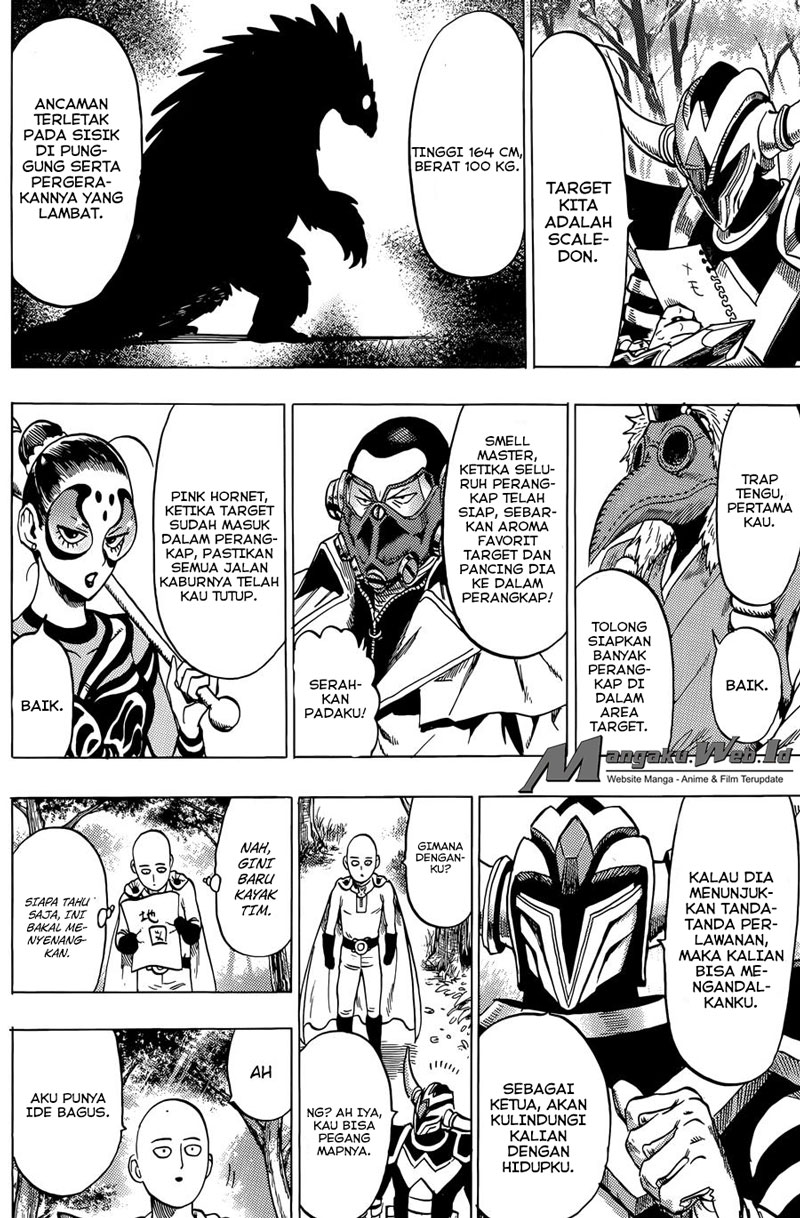 TARGET
KITA
ADALAH
SCALE-
DON.
TINGGI 164 CM,
BERAT 100 KG.
ANCAMAN
TERLETAK
PADA SISIK
DI PUNG-
GUNG SERTA
PERGERA-
KANNYA YANG
LAMBAT.
TRAP
TENGU,
PERTAMA
KAU.
TOLONG
SIAPKAN
BANYAK
PERANG-
KAP DI
DALAM
AREA
TARGET.
BAIK.
SMELL
MASTER,
KETIKA SELU-
RUH PERANG-
KAP TELAH
SIAP, SEBAR-
KAN AROMA
FAVORIT
TARGET DAN
PANCING DIA
KE DALAM
PERANGKAP!
SERAH-
KAN
PADAKU!
PINK HORNET,
KETIKA TARGET
SUDAH MASUK
DALAM PERANG-
KAP, PASTIKAN
SEMUA JALAN
KABURNYA TELAH
KAU TUTUP.
BAIK.
Mangaku.Web.Id
Website Manga - Anime & Film Terupdate
KALAU DIA
MENUNJUK-
KAN TANDA-
TANDA PER-
LAWANAN,
MAKA KALIAN
BISA ME-
NGANDAL-
KANKU.
SEBAGAI
KETUA, AKAN
KULINDUNGI
KALIAN
DENGAN
HIDUPKU.
GIMANA
DENGAN-
KU?
NG? AH IYA,
KAU BISA
PEGANG
MAPNYA.
NAH,
GINI
BARU
KAYAK
TIM.
地
図
SIAPA TAHU
SAJA, INI
BAKAL ME-
NYENANG-
KAN.
AH
AKU PUNYA
IDE BAGUS.